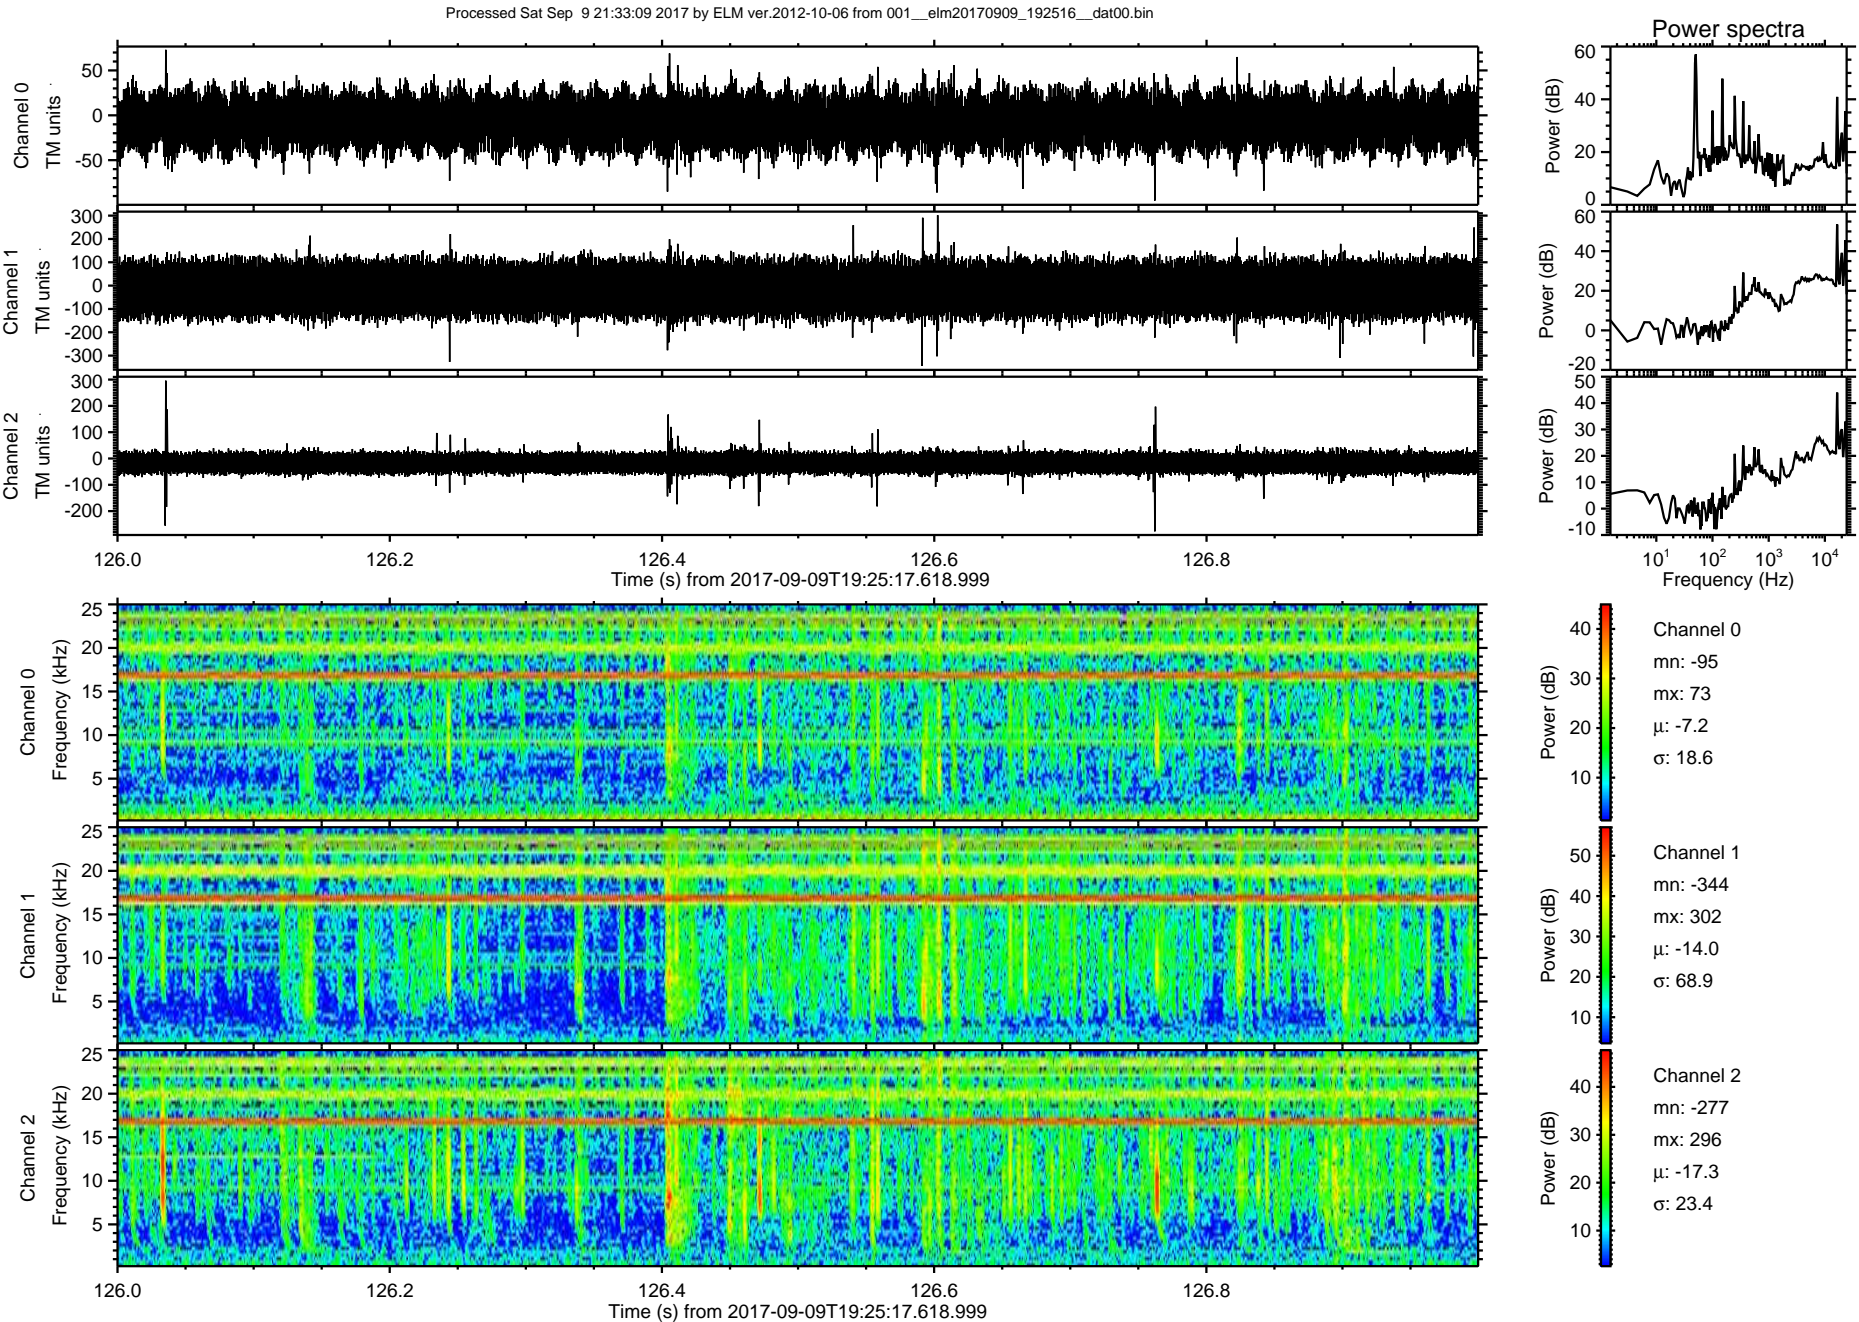 Processed Sat Sep 9 21:33:09 2017 by ELM ver.2012-10-06 from 001__elm20170909_192516__dat00.bin
Power spectra
Channel 0
TM units
50
0
-50
Power (dB)
60
40
20
0
Channel 1
TM units
300
200
100
0
-100
-200
-300
Power (dB)
60
40
20
0
-20
Channel 2
TM units
300
200
100
0
-100
-200
Power (dB)
50
40
30
20
10
0
-10
126.0 126.2 126.4 126.6 126.8
Time (s) from 2017-09-09T19:25:17.618.999
10^1 10^2 10^3 10^4
Frequency (Hz)
Channel 0
Frequency (kHz)
25
20
15
10
5
Power (dB)
40
30
20
10
Channel 0
mn: -95
mx: 73
μ: -7.2
σ: 18.6
Channel 1
Frequency (kHz)
25
20
15
10
5
Power (dB)
50
40
30
20
10
Channel 1
mn: -344
mx: 302
μ: -14.0
σ: 68.9
Channel 2
Frequency (kHz)
25
20
15
10
5
Power (dB)
40
30
20
10
Channel 2
mn: -277
mx: 296
μ: -17.3
σ: 23.4
126.0 126.2 126.4 126.6 126.8
Time (s) from 2017-09-09T19:25:17.618.999